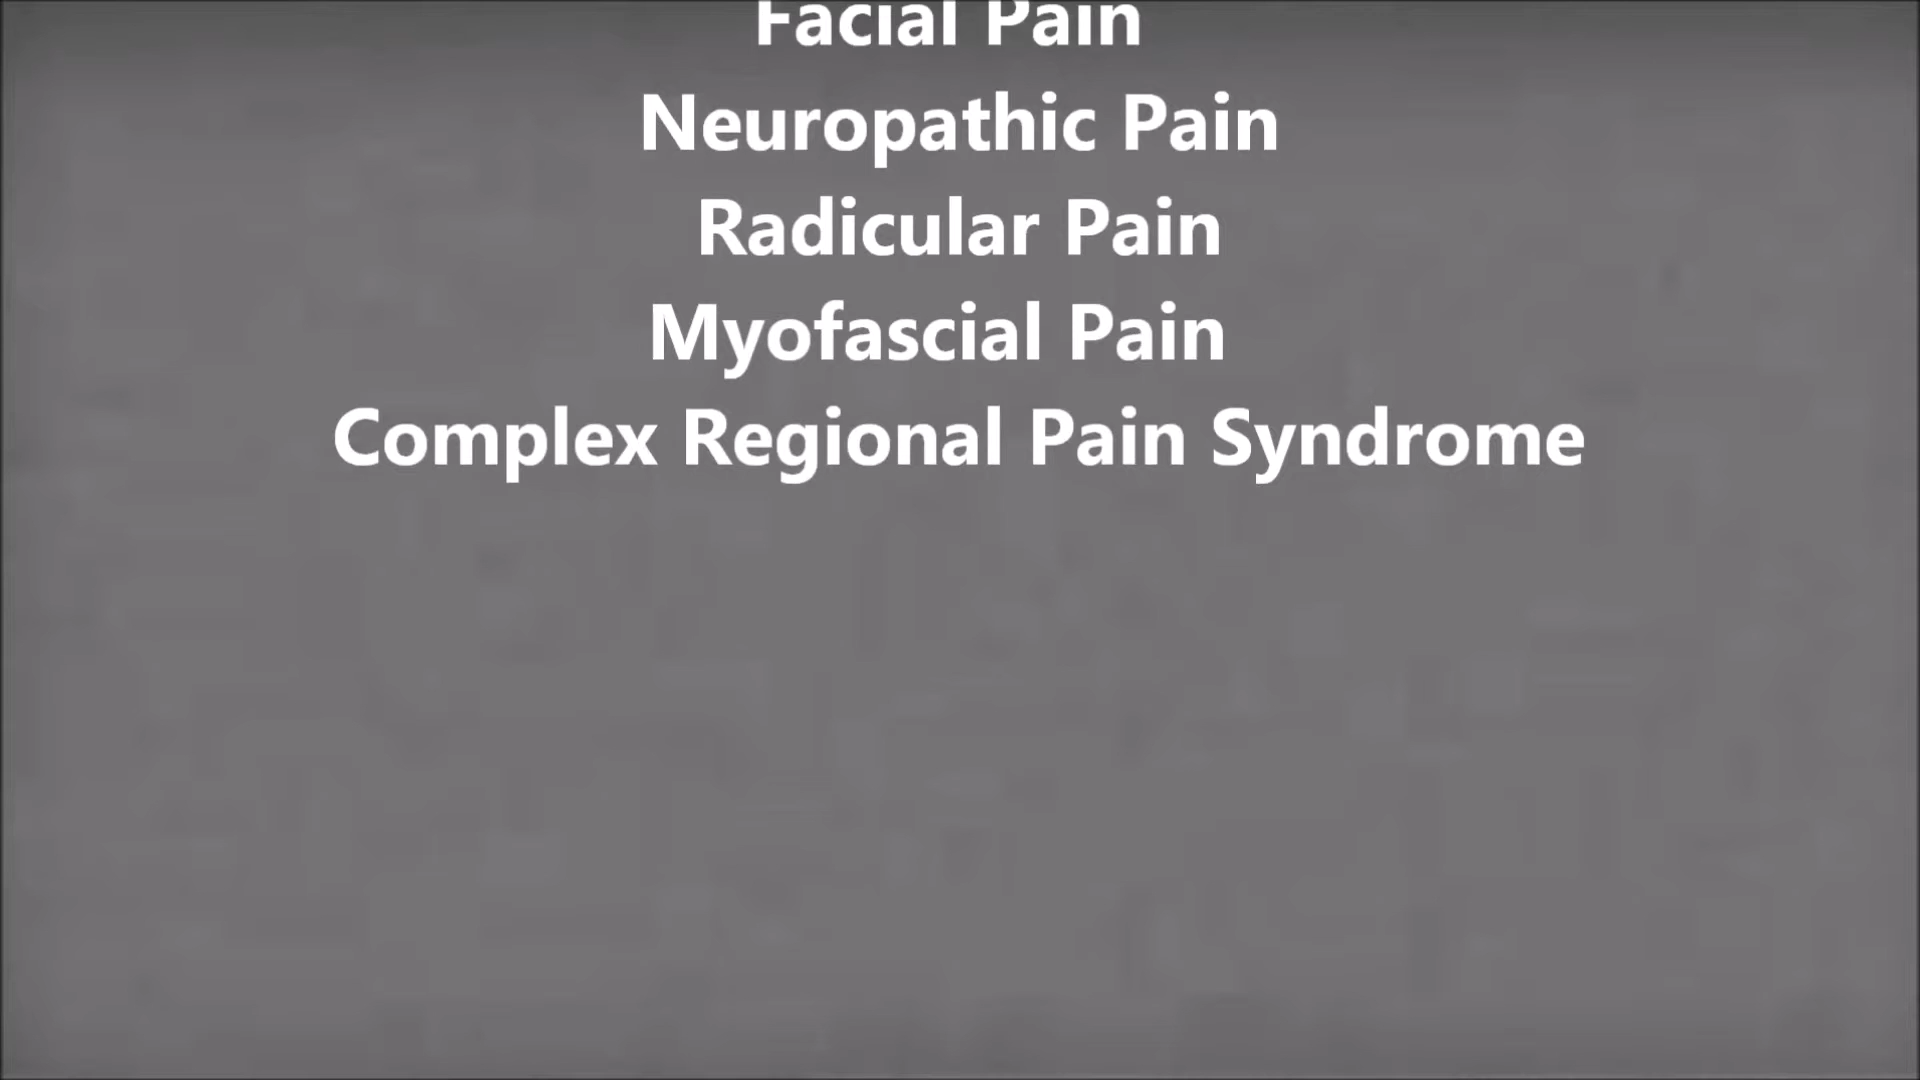 Facial Pain
Neuropathic Pain
Radicular Pain
Myofascial Pain
Complex Regional Pain Syndrome